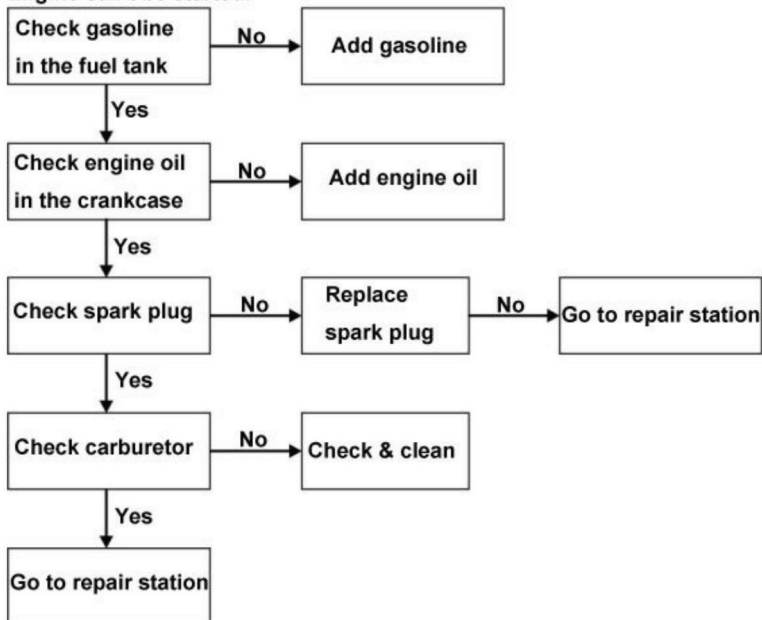 Check gasoline
in the fuel tank
No
Add gasoline
Yes
Check engine oil
in the crankcase
No
Add engine oil
Yes
Check spark plug
No
Replace
spark plug
No
Go to repair station
Yes
Check carburetor
No
Check & clean
Yes
Go to repair station